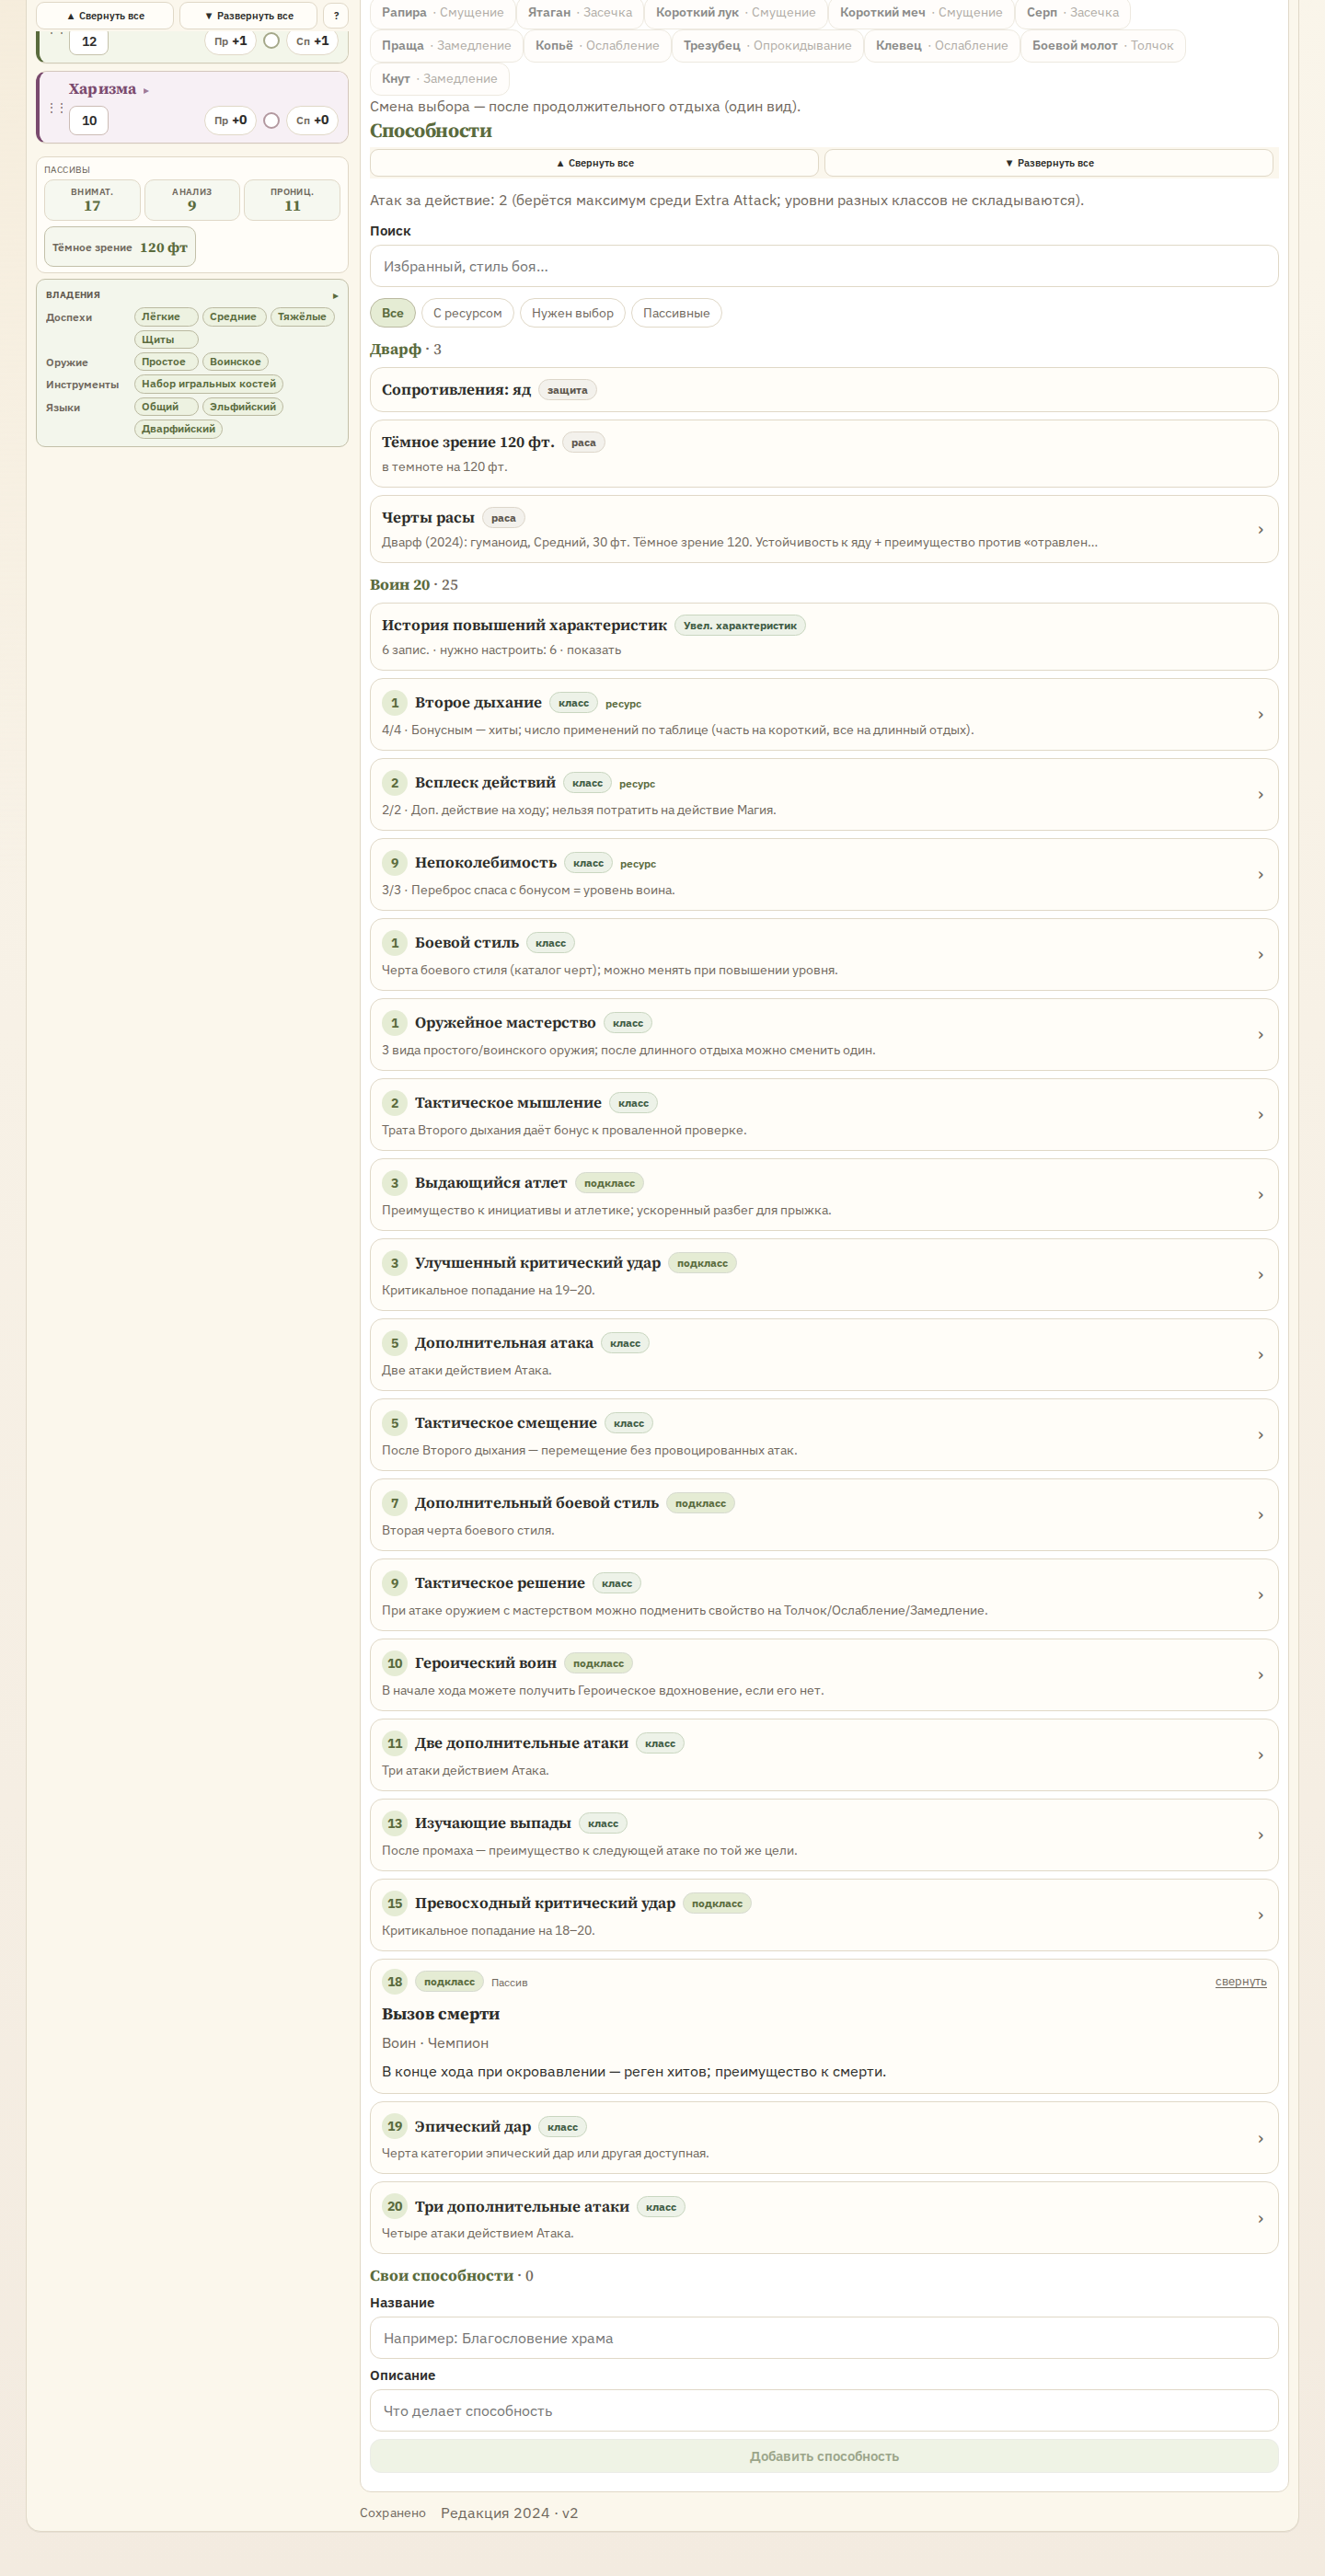 ▲ Свернуть все ▼ Развернуть все ?
12 Пр +1 Сп +1
Харизма ▸
10 Пр +0 Сп +0
ПАССИВЫ
ВНИМАТ. АНАЛИЗ ПРОНИЦ.
17 9 11
Тёмное зрение 120 фт
ВЛАДЕНИЯ ▸
Доспехи Лёгкие Средние Тяжёлые
Щиты
Оружие Простое Воинское
Инструменты Набор игральных костей
Языки Общий Эльфийский
Дварфийский
Рапира · Смущение Ятаган · Засечка Короткий лук · Смущение Короткий меч · Смущение Серп · Засечка
Праща · Замедление Копьё · Ослабление Трезубец · Опрокидывание Клевец · Ослабление Боевой молот · Толчок
Кнут · Замедление
Смена выбора — после продолжительного отдыха (один вид).
Способности
▲ Свернуть все ▼ Развернуть все
Атак за действие: 2 (берётся максимум среди Extra Attack; уровни разных классов не складываются).
Поиск
Избранный, стиль боя...
Все С ресурсом Нужен выбор Пассивные
Дварф · 3
Сопротивления: яд защита
Тёмное зрение 120 фт. раса
в темноте на 120 фт.
Черты расы раса
Дварф (2024): гуманоид, Средний, 30 фт. Тёмное зрение 120. Устойчивость к яду + преимущество против «отравлен...
Воин 20 · 25
История повышений характеристик Увел. характеристик
6 запис. · нужно настроить: 6 · показать
1 Второе дыхание класс ресурс
4/4 · Бонусным — хиты; число применений по таблице (часть на короткий, все на длинный отдых).
2 Всплеск действий класс ресурс
2/2 · Доп. действие на ходу; нельзя потратить на действие Магия.
9 Непоколебимость класс ресурс
3/3 · Переброс спаса с бонусом = уровень воина.
1 Боевой стиль класс
Черта боевого стиля (каталог черт); можно менять при повышении уровня.
1 Оружейное мастерство класс
3 вида простого/воинского оружия; после длинного отдыха можно сменить один.
2 Тактическое мышление класс
Трата Второго дыхания даёт бонус к проваленной проверке.
3 Выдающийся атлет подкласс
Преимущество к инициативы и атлетике; ускоренный разбег для прыжка.
3 Улучшенный критический удар подкласс
Критикальное попадание на 19–20.
5 Дополнительная атака класс
Две атаки действием Атака.
5 Тактическое смещение класс
После Второго дыхания — перемещение без провоцированных атак.
7 Дополнительный боевой стиль подкласс
Вторая черта боевого стиля.
9 Тактическое решение класс
При атаке оружием с мастерством можно подменить свойство на Толчок/Ослабление/Замедление.
10 Героический воин подкласс
В начале хода можете получить Героическое вдохновение, если его нет.
11 Две дополнительные атаки класс
Три атаки действием Атака.
13 Изучающие выпады класс
После промаха — преимущество к следующей атаке по той же цели.
15 Превосходный критический удар подкласс
Критикальное попадание на 18–20.
18 подкласс Пассив свернуть
Вызов смерти
Воин · Чемпион
В конце хода при окровавлении — реген хитов; преимущество к смерти.
19 Эпический дар класс
Черта категории эпический дар или другая доступная.
20 Три дополнительные атаки класс
Четыре атаки действием Атака.
Свои способности · 0
Название
Например: Благословение храма
Описание
Что делает способность
Добавить способность
Сохранено Редакция 2024 · v2